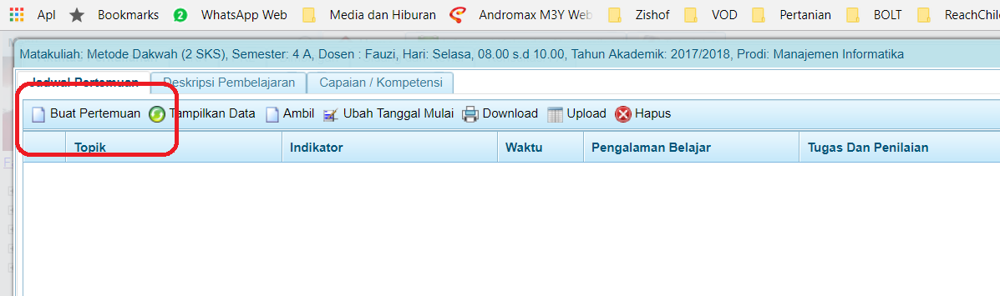 Apl Bookmarks 2 WhatsApp Web Media dan Hiburan Andromax M3Y Web Zishof VOD Pertanian BOLT ReachChil
Matakuliah: Metode Dakwah (2 SKS), Semester: 4 A, Dosen : Fauzi, Hari: Selasa, 08.00 s.d 10.00, Tahun Akademik: 2017/2018, Prodi: Manajemen Informatika
Jadwal Pertemuan Deskripsi Pembelajaran Capaian / Kompetensi
Buat Pertemuan Tampilkan Data Ambil Ubah Tanggal Mulai Download Upload Hapus
Topik Indikator Waktu Pengalaman Belajar Tugas Dan Penilaian